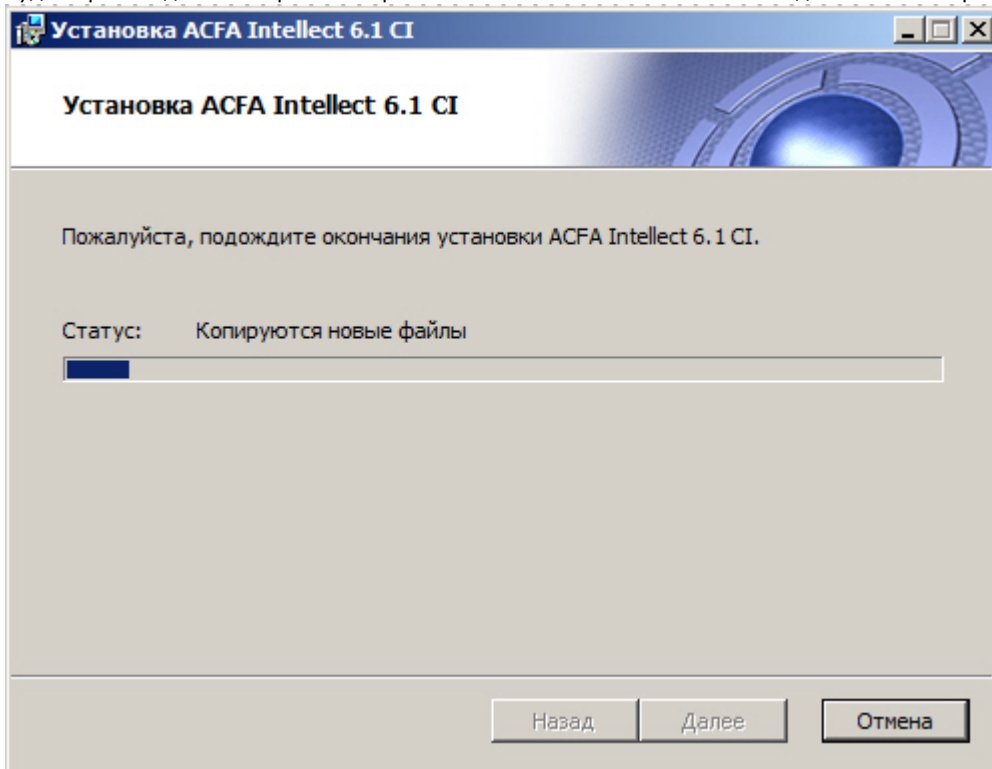 Установка ACFA Intellect 6.1 CI
Установка ACFA Intellect 6.1 CI
Пожалуйста, подождите окончания установки ACFA Intellect 6.1 CI.
Статус: Копируются новые файлы
Назад Далее Отмена